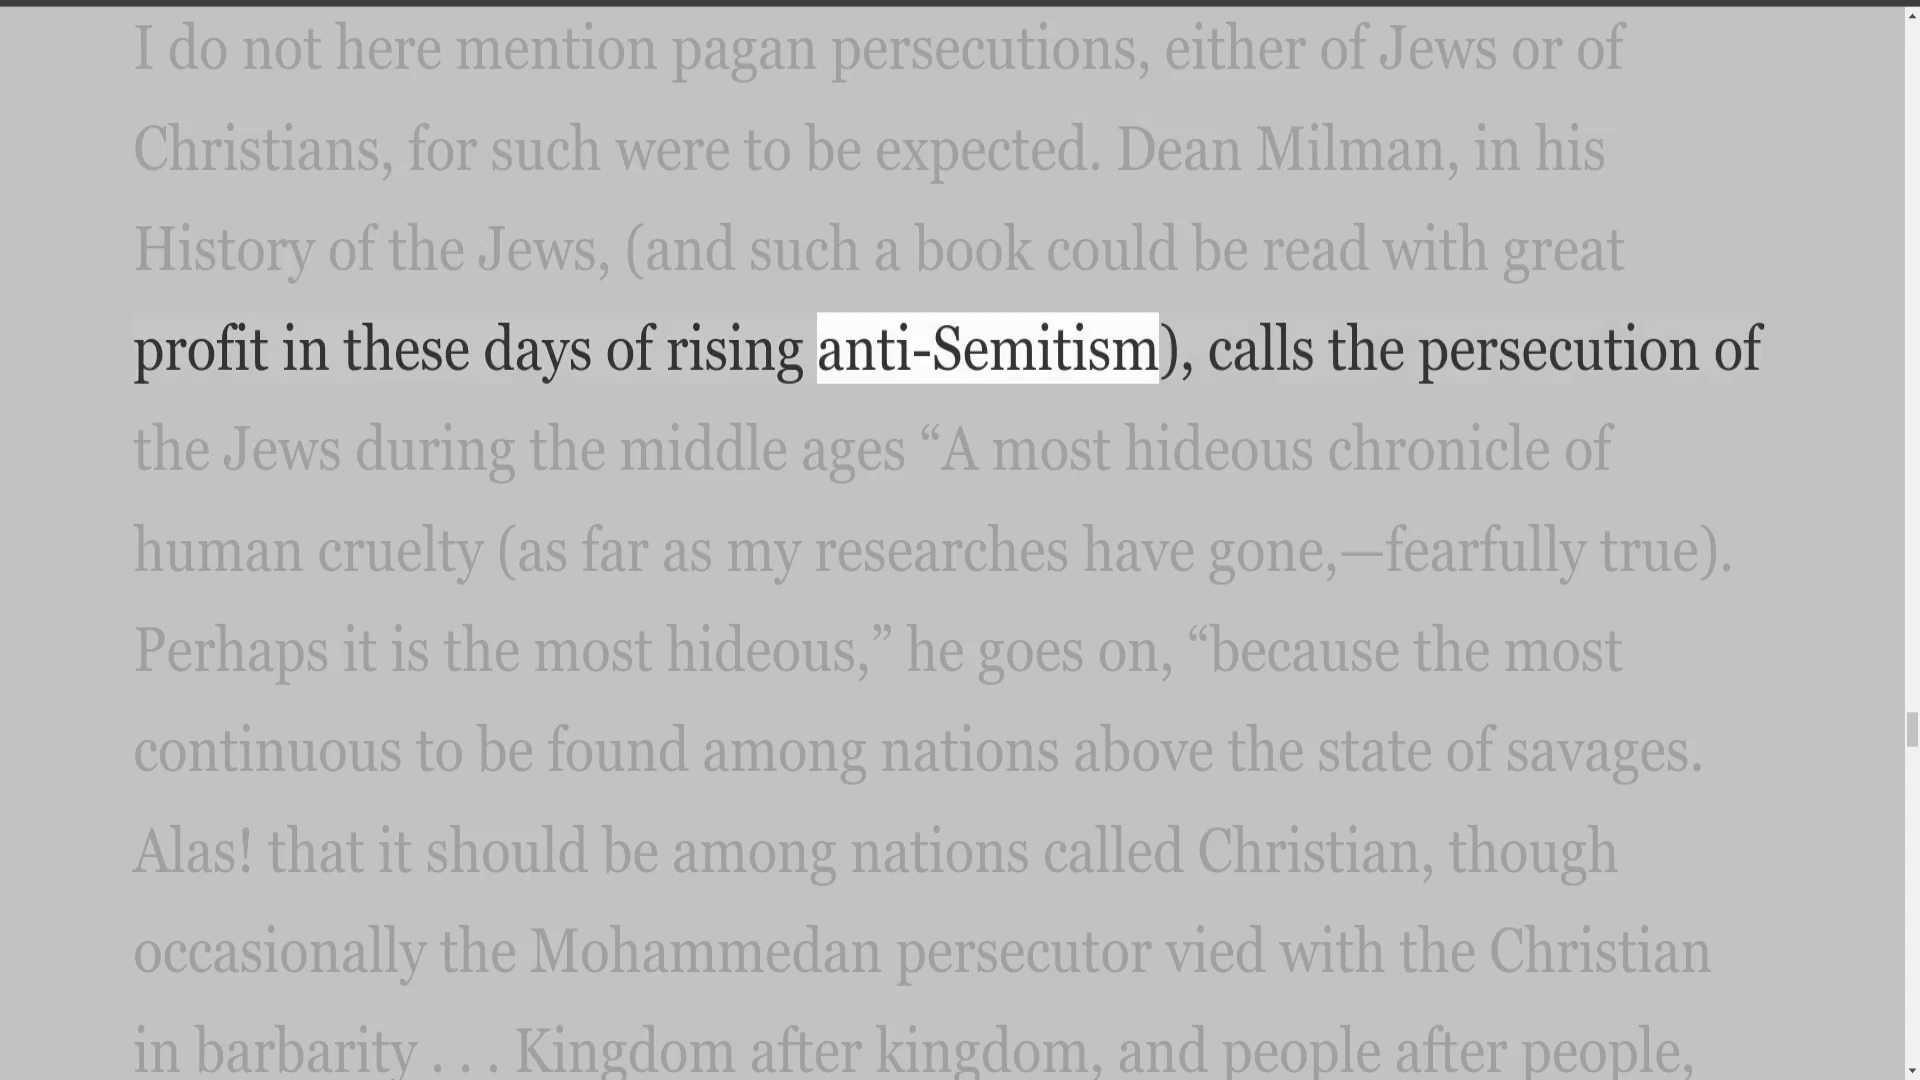 I do not here mention pagan persecutions, either of Jews or of
Christians, for such were to be expected. Dean Milman, in his
History of the Jews, (and such a book could be read with great
profit in these days of rising anti-Semitism), calls the persecution of
the Jews during the middle ages “A most hideous chronicle of
human cruelty (as far as my researches have gone,—fearfully true).
Perhaps it is the most hideous,” he goes on, “because the most
continuous to be found among nations above the state of savages.
Alas! that it should be among nations called Christian, though
occasionally the Mohammedan persecutor vied with the Christian
in barbarity . . . Kingdom after kingdom, and people after people,